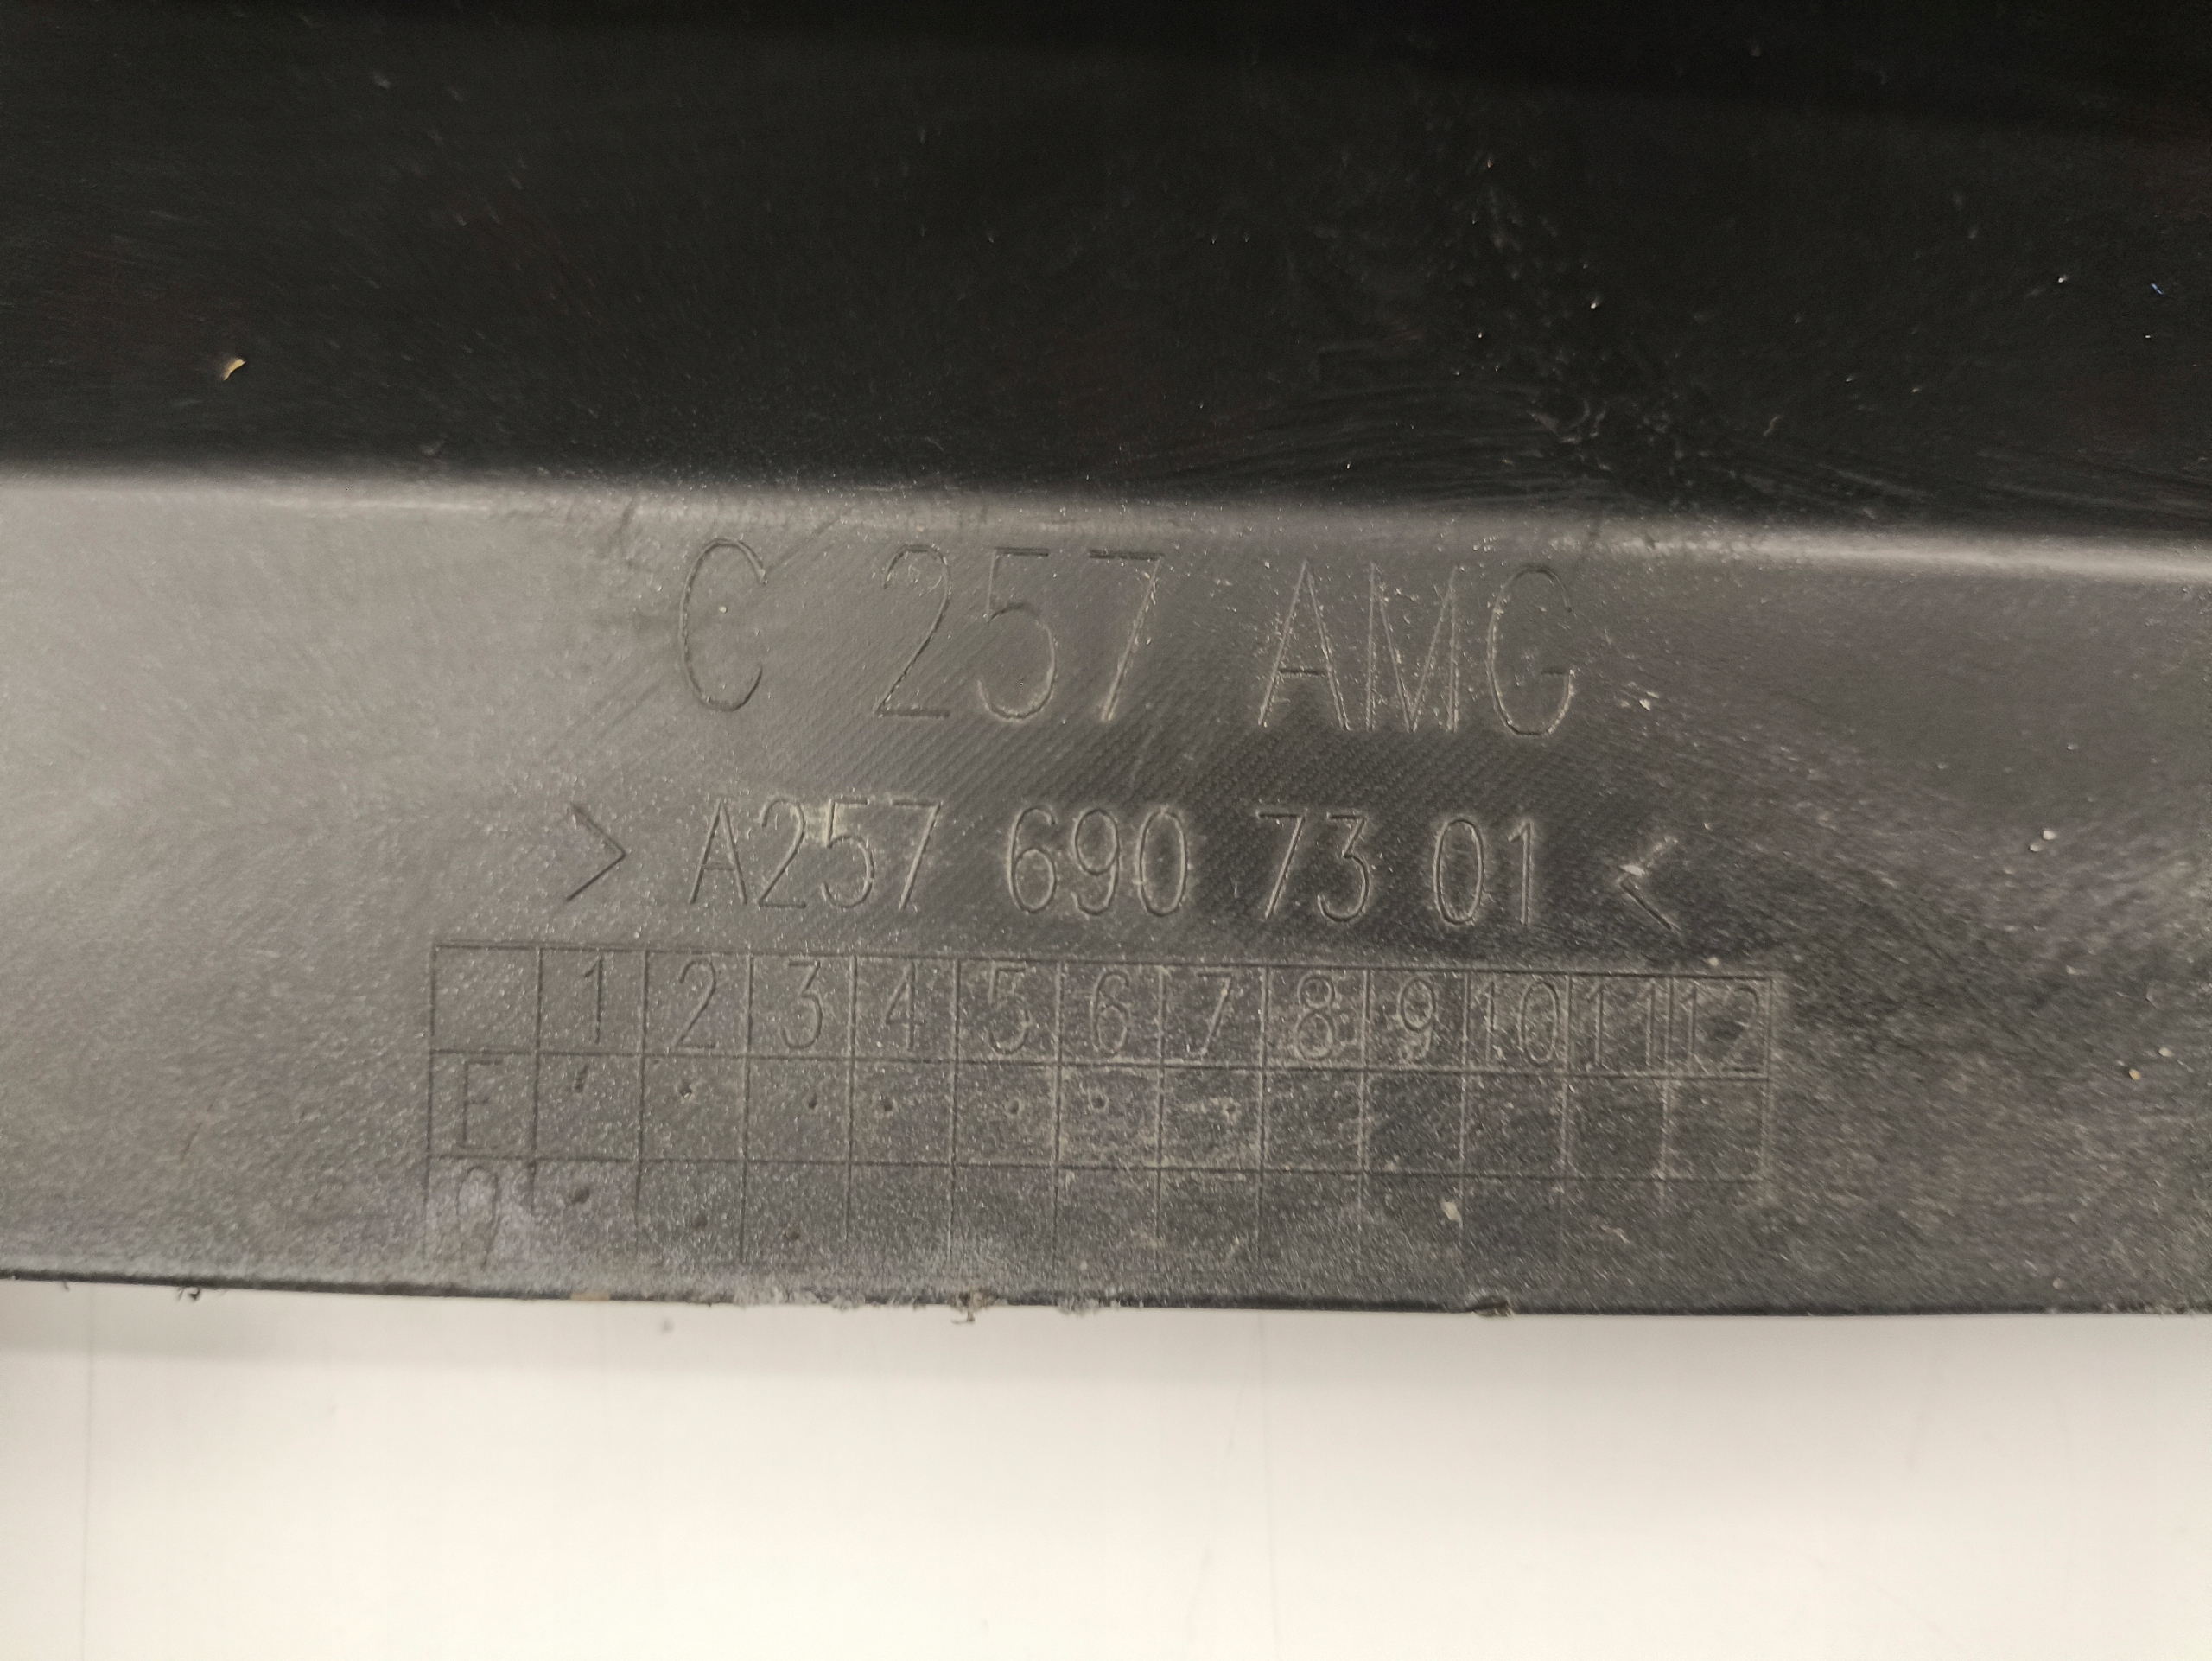 C 257 AMG
> A257 690 73 01 <
1 2 3 4 5 6 7 8 9 10 11 12
F